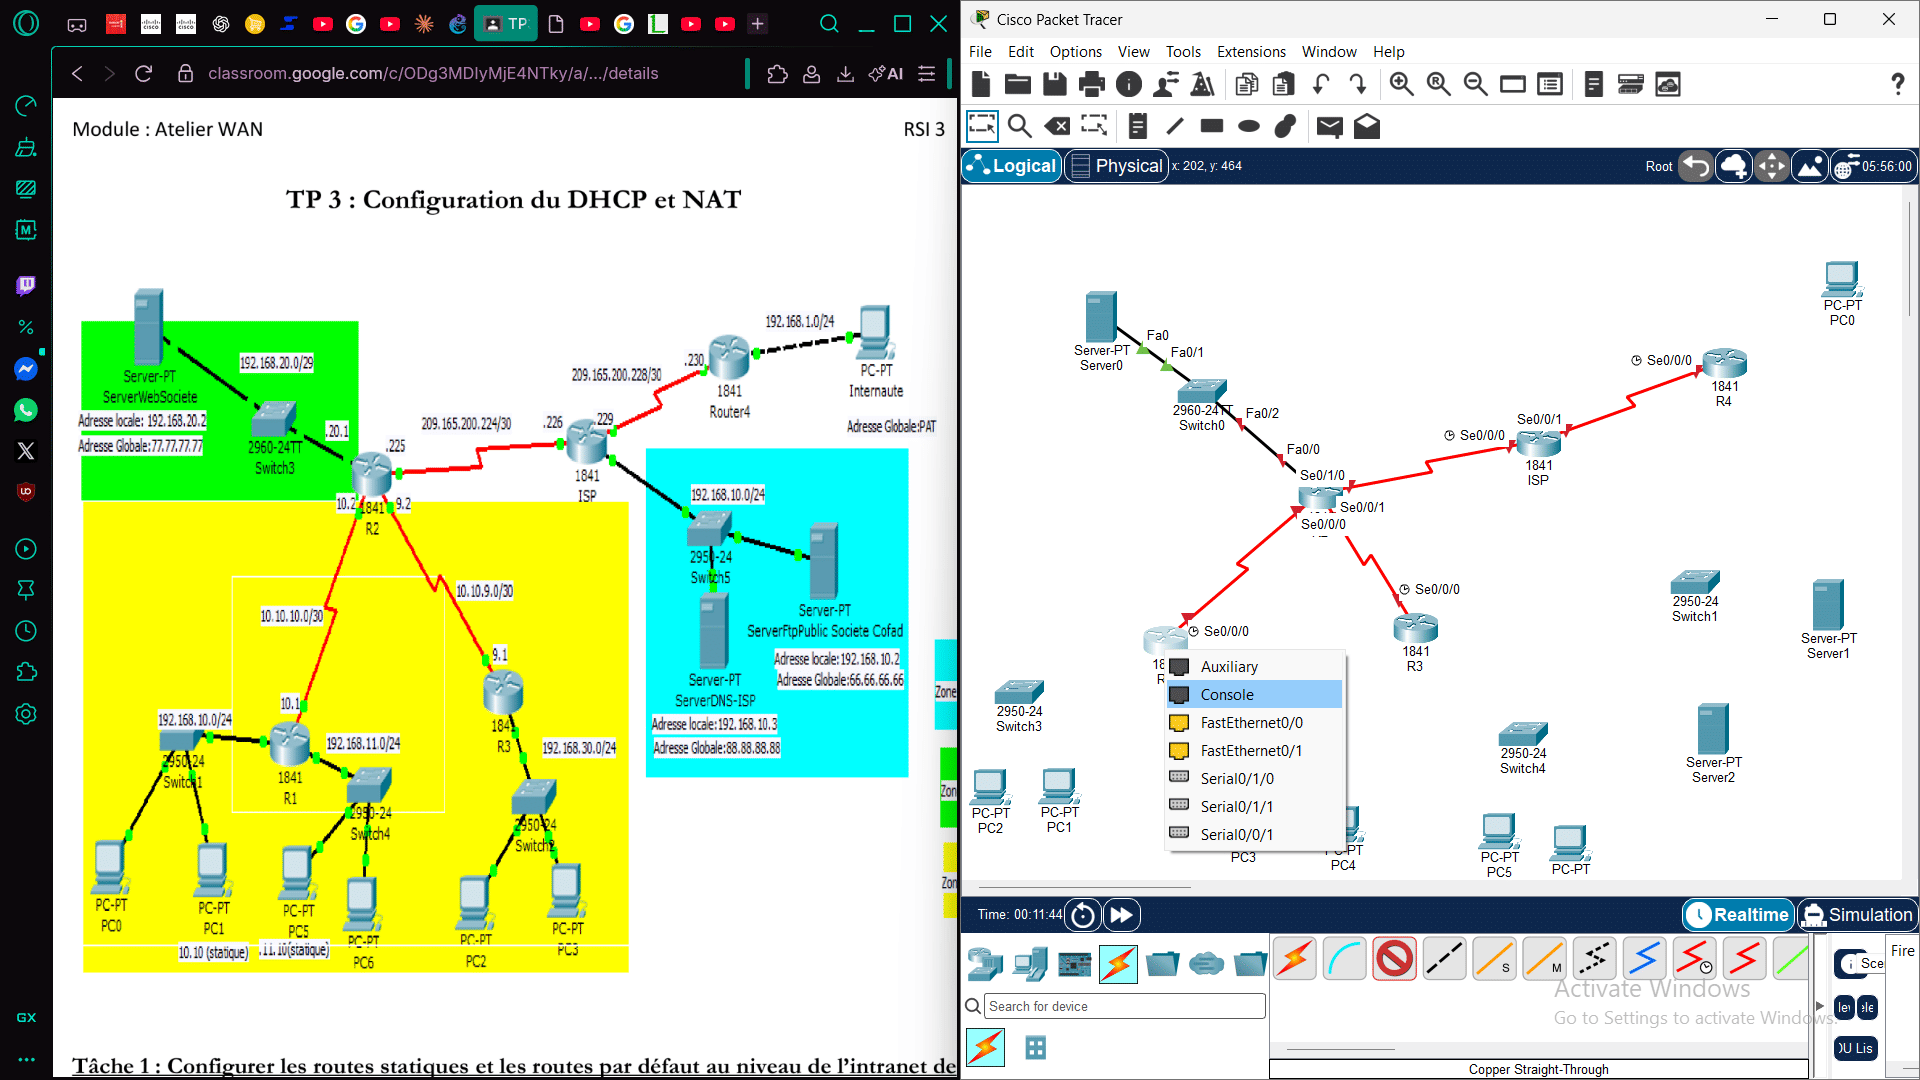 TP
classroom.google.com/c/ODg3MDIyMjE4NTky/a/.../details
AI
Module : Atelier WAN
RSI 3
TP 3 : Configuration du DHCP et NAT
192.168.20.0/29
Server-PT
ServerWebSociete
Adresse locale: 192.168.20.2
Adresse Globale:77.77.77.77
2960-24TT
Switch3
.20.1
.225
209.165.200.224/30
.226
.229
209.165.200.228/30
.230
192.168.1.0/24
1841
Router4
PC-PT
Internaute
Adresse Globale:PAT
1841
ISP
10.2
1841
R2
9.2
192.168.10.0/24
2950-24
Switch5
Server-PT
ServerFtpPublic Societe Cofad
Adresse locale:192.168.10.2
Adresse Globale:66.66.66.66
Server-PT
ServerDNS-ISP
Adresse locale:192.168.10.3
Adresse Globale:88.88.88.88
10.10.9.0/30
10.10.10.0/30
9.1
10.1
192.168.10.0/24
192.168.11.0/24
1841
R3
192.168.30.0/24
2950-24
Switch1
1841
R1
2950-24
Switch4
2950-24
Switch2
PC-PT
PC0
PC-PT
PC1
PC-PT
PC5
PC-PT
PC6
PC-PT
PC2
PC-PT
PC3
10.10 (statique)
Zone
Zon
Zon
Tâche 1 : Configurer les routes statiques et les routes par défaut au niveau de l'intranet de
GX
Cisco Packet Tracer
File Edit Options View Tools Extensions Window Help
Logical
Physical
x: 202, y: 464
Root
05:56:00
PC-PT
PC0
Server-PT
Server0
Fa0
Fa0/1
2960-24TT
Switch0
Fa0/2
Fa0/0
Se0/0/0
1841
R4
Se0/0/1
Se0/0/0
1841
ISP
Se0/1/0
Se0/0/1
Se0/0/0
Se0/0/0
1841
R3
Se0/0/0
2950-24
Switch1
Server-PT
Server1
2950-24
Switch3
2950-24
Switch4
Server-PT
Server2
PC-PT
PC2
PC-PT
PC1
PC3
PC4
PC-PT
PC5
PC-PT
Auxiliary
Console
FastEthernet0/0
FastEthernet0/1
Serial0/1/0
Serial0/1/1
Serial0/0/1
Time: 00:11:44
Realtime
Simulation
Search for device
S
M
Activate Windows
Go to Settings to activate Windows.
Copper Straight-Through
Fire